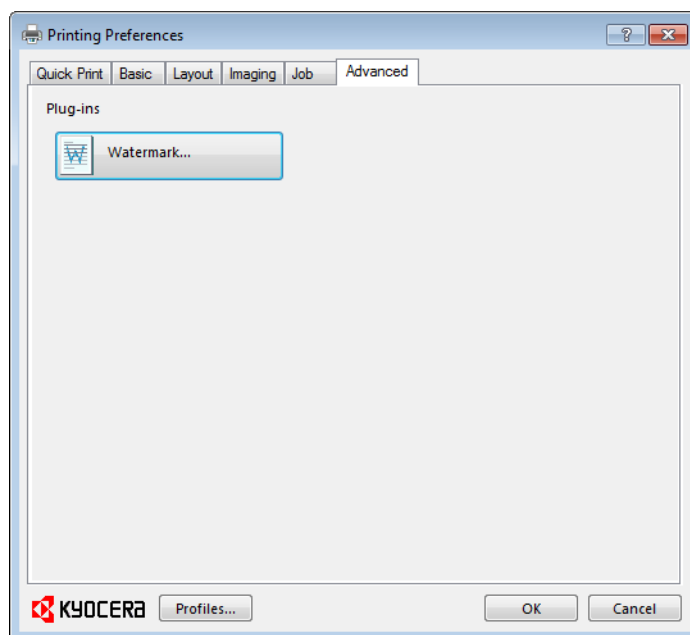 Printing Preferences
Quick Print Basic Layout Imaging Job Advanced
Plug-ins
W Watermark...
KYOCERA Profiles... OK Cancel